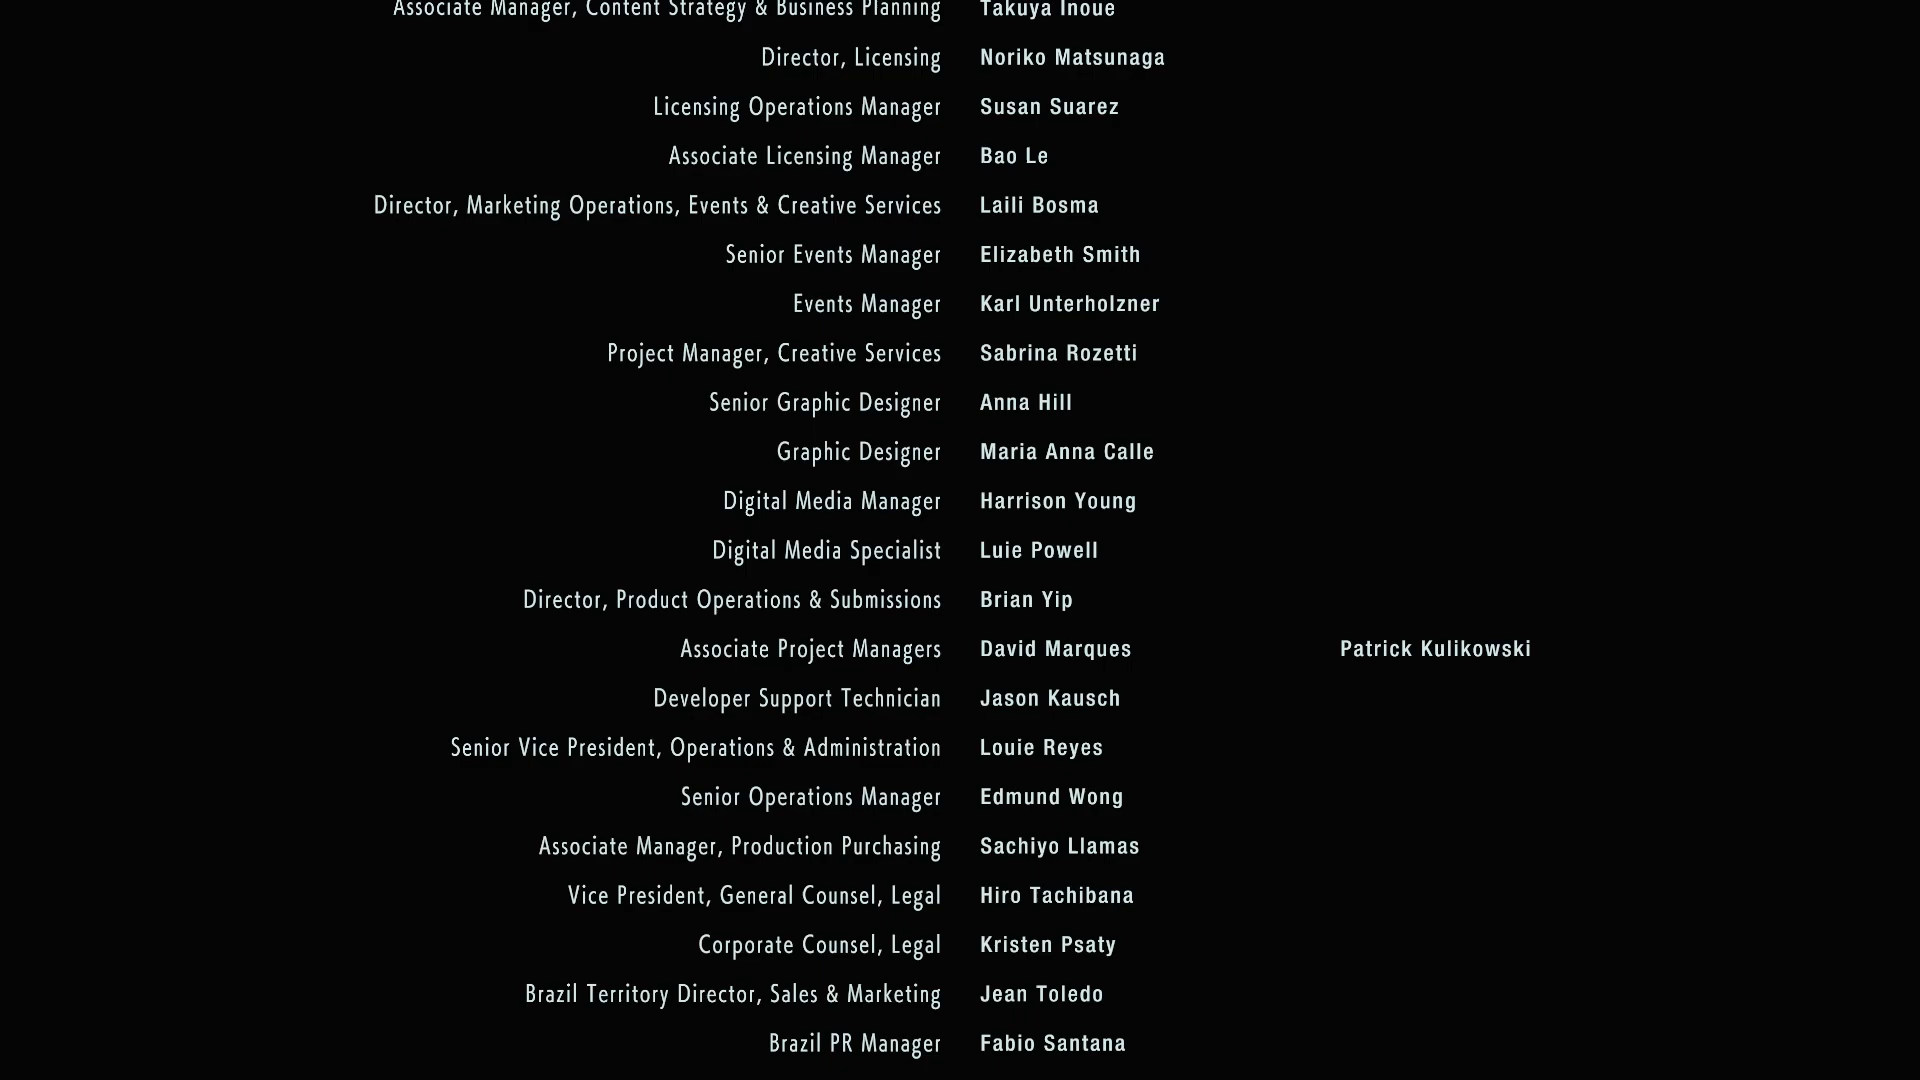 Associate Manager, Content Strategy & Business Planning Takuya Inoue
Director, Licensing Noriko Matsunaga
Licensing Operations Manager Susan Suarez
Associate Licensing Manager Bao Le
Director, Marketing Operations, Events & Creative Services Laili Bosma
Senior Events Manager Elizabeth Smith
Events Manager Karl Unterholzner
Project Manager, Creative Services Sabrina Rozetti
Senior Graphic Designer Anna Hill
Graphic Designer Maria Anna Calle
Digital Media Manager Harrison Young
Digital Media Specialist Luie Powell
Director, Product Operations & Submissions Brian Yip
Associate Project Managers David Marques Patrick Kulikowski
Developer Support Technician Jason Kausch
Senior Vice President, Operations & Administration Louie Reyes
Senior Operations Manager Edmund Wong
Associate Manager, Production Purchasing Sachiyo Llamas
Vice President, General Counsel, Legal Hiro Tachibana
Corporate Counsel, Legal Kristen Psaty
Brazil Territory Director, Sales & Marketing Jean Toledo
Brazil PR Manager Fabio Santana